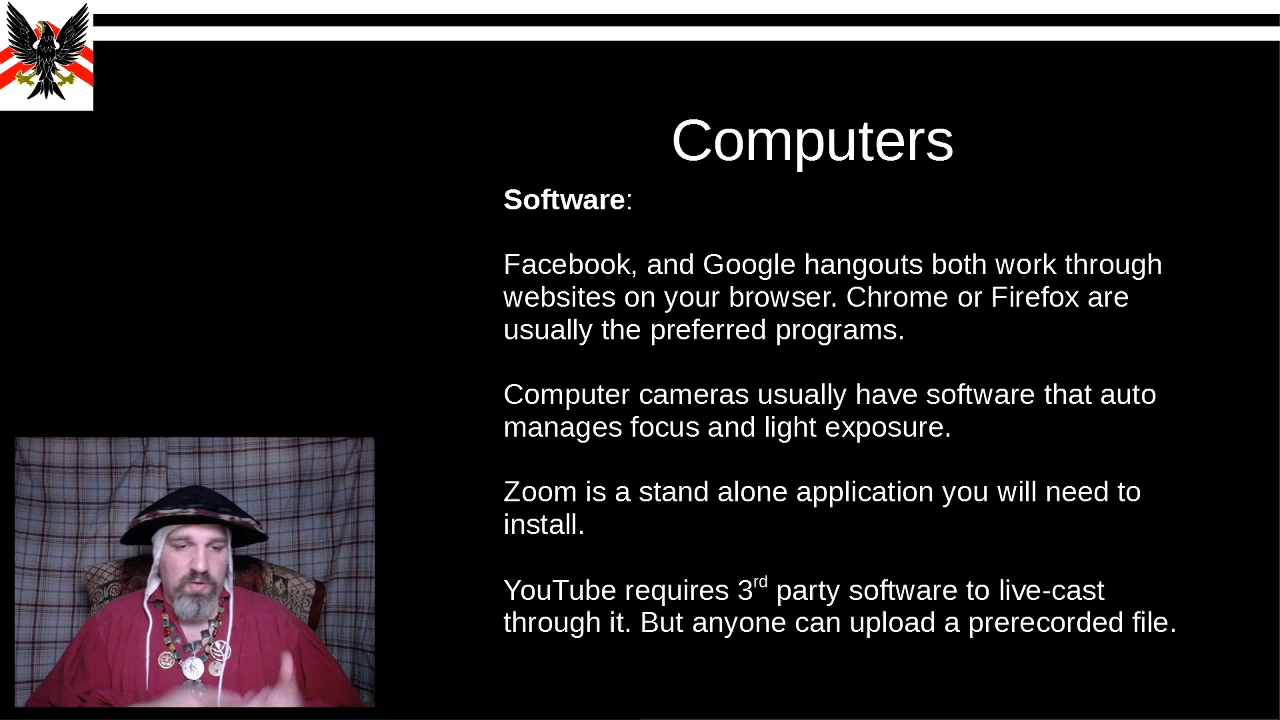 Computers
Software:
Facebook, and Google hangouts both work through
websites on your browser. Chrome or Firefox are
usually the preferred programs.
Computer cameras usually have software that auto
manages focus and light exposure.
Zoom is a stand alone application you will need to
install.
YouTube requires 3rd party software to live-cast
through it. But anyone can upload a prerecorded file.